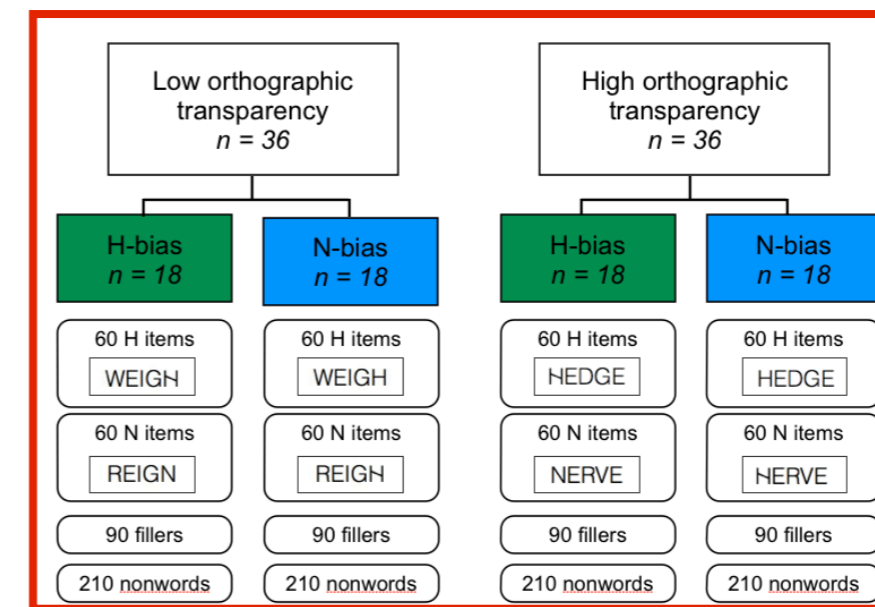 Low orthographic
transparency
n = 36
High orthographic
transparency
n = 36
H-bias
n = 18
N-bias
n = 18
H-bias
n = 18
N-bias
n = 18
60 H items
WEIGH
60 H items
WEIGH
60 H items
HEDGE
60 H items
HEDGE
60 N items
REIGN
60 N items
REIGH
60 N items
NERVE
60 N items
HERVE
90 fillers
90 fillers
90 fillers
90 fillers
210 nonwords
210 nonwords
210 nonwords
210 nonwords